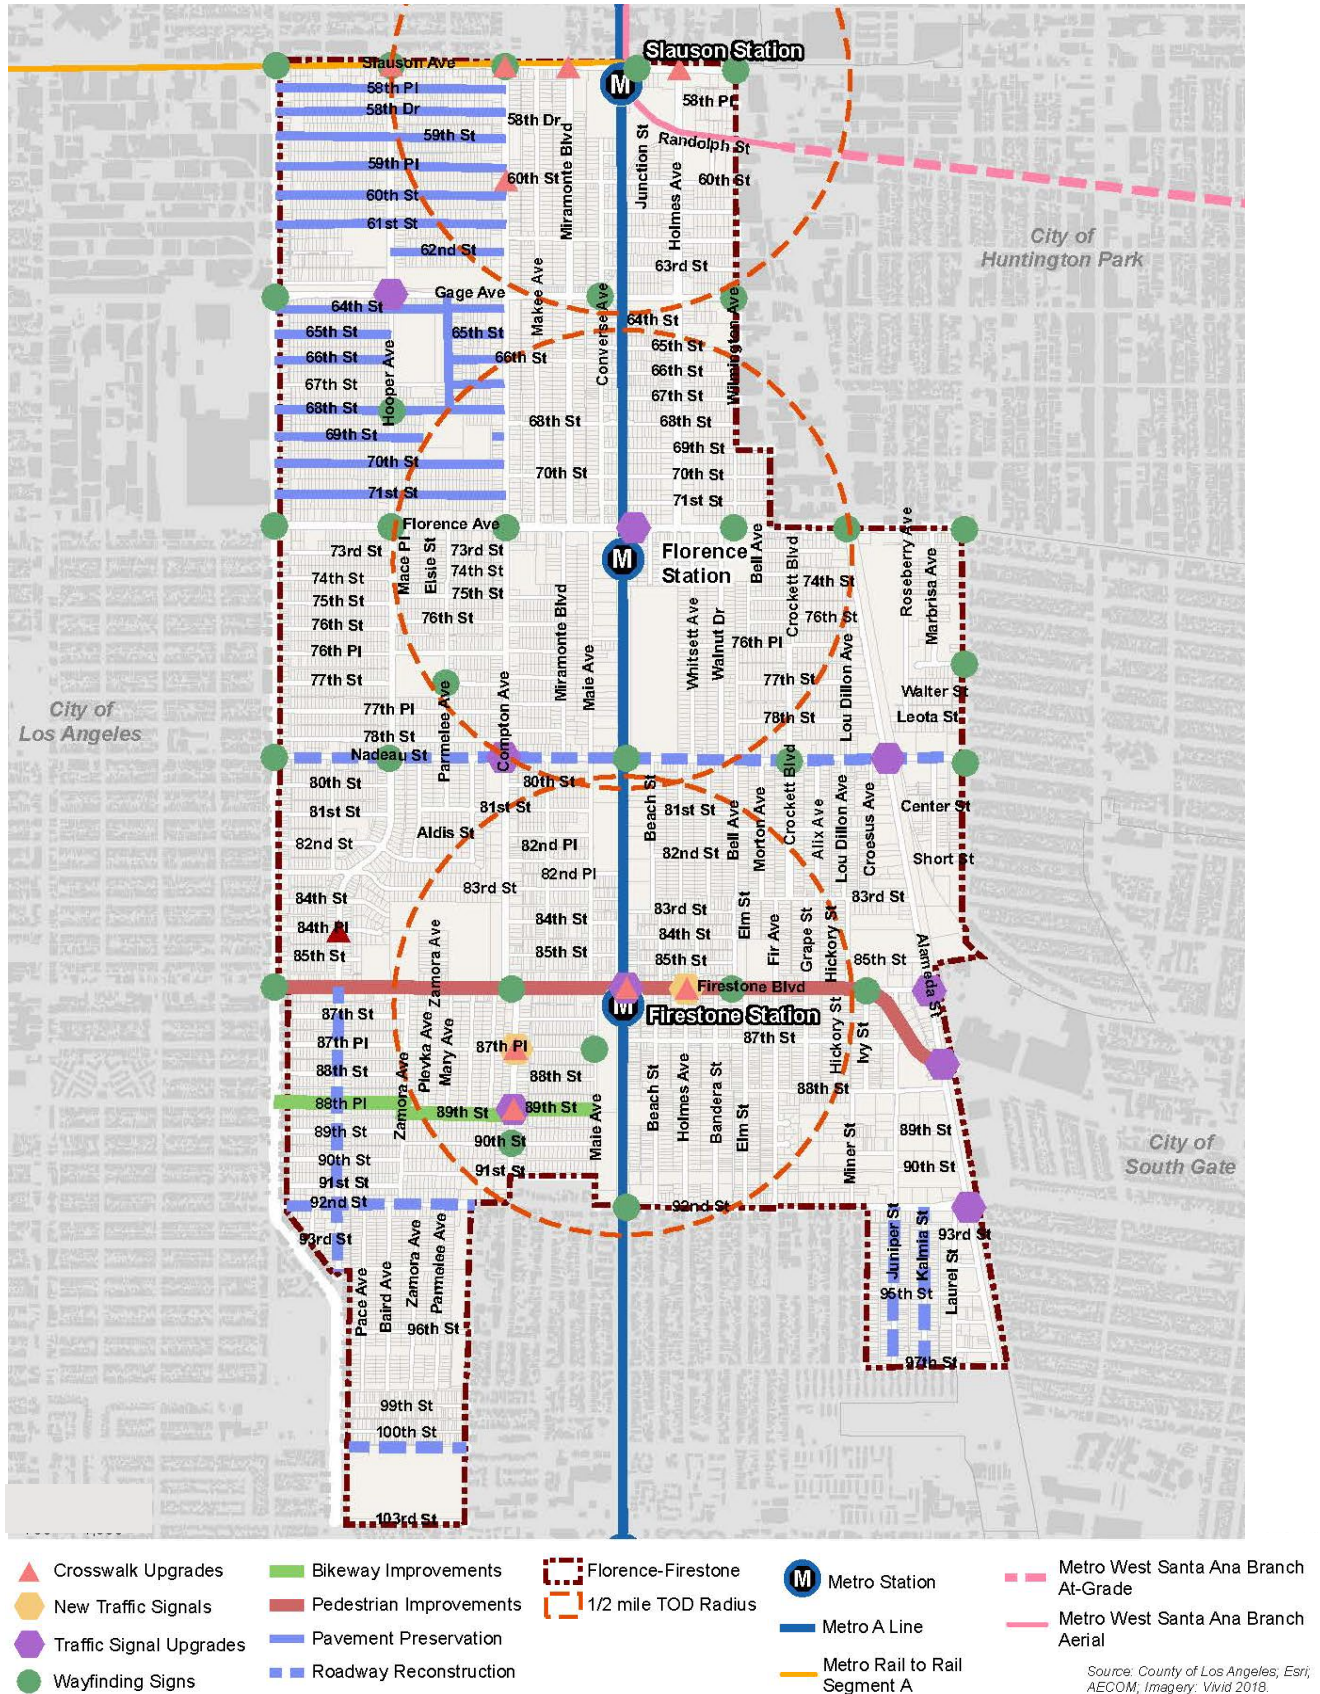 Slauson Station
Slauson Ave
58th Pl
58th Pl
58th Dr
58th Dr
59th St
Randolph St
59th Pl
60th St
60th St
60th St
61st St
Miramonte Blvd
Junction St
Holmes Ave
62nd St
63rd St
City of
Huntington Park
Gage Ave
64th St
64th St
Makee Ave
Converse Ave
Wilmington Ave
65th St
65th St
65th St
66th St
66th St
66th St
67th St
67th St
Hooper Ave
68th St
68th St
68th St
69th St
69th St
70th St
70th St
70th St
71st St
71st St
Florence Ave
Florence
Station
73rd St
73rd St
Mace Pl
Elsie St
Bell Ave
Crockett Blvd
Roseberry Ave
Marbrisa Ave
74th St
74th St
74th St
75th St
75th St
76th St
76th St
76th St
76th Pl
76th Pl
Miramonte Blvd
Maie Ave
Whitsett Ave
Walnut Dr
Lou Dillon Ave
77th St
77th St
Walter St
Leota St
77th Pl
78th St
78th St
Parmelee Ave
Compton Ave
City of
Los Angeles
Nadeau St
80th St
80th St
81st St
81st St
81st St
Beach St
Bell Ave
Morton Ave
Crockett Blvd
Alix Ave
Lou Dillon Ave
Croesus Ave
Center St
Aldis St
82nd St
82nd Pl
82nd St
Short St
82nd Pl
83rd St
83rd St
83rd St
84th St
84th St
84th St
84th Pl
85th St
85th St
85th St
85th St
Elm St
Fir Ave
Grape St
Hickory St
Alameda St
Zamora Ave
Firestone Blvd
Firestone Station
87th St
87th St
87th Pl
87th Pl
Plevka Ave
Mary Ave
Hickory St
Ivy St
88th St
88th St
88th St
88th Pl
89th St
89th St
89th St
89th St
Zamora Ave
Maie Ave
Beach St
Holmes Ave
Bandera St
Elm St
Miner St
90th St
90th St
90th St
91st St
91st St
City of
South Gate
92nd St
92nd St
93rd St
93rd St
Pace Ave
Baird Ave
Zamora Ave
Parmelee Ave
Juniper St
Kalmia St
Laurel St
95th St
96th St
97th St
99th St
100th St
103rd St
Crosswalk Upgrades
New Traffic Signals
Traffic Signal Upgrades
Wayfinding Signs
Bikeway Improvements
Pedestrian Improvements
Pavement Preservation
Roadway Reconstruction
Florence-Firestone
1/2 mile TOD Radius
M
M
M
M
Metro Station
Metro A Line
Metro Rail to Rail
Segment A
Metro West Santa Ana Branch
At-Grade
Metro West Santa Ana Branch
Aerial
Source: County of Los Angeles; Esri;
AECOM; Imagery: Vivid 2018.